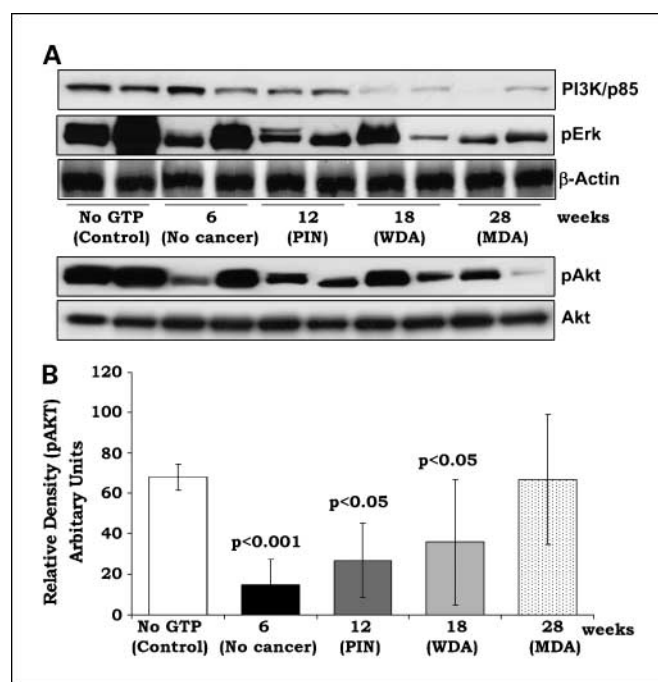 A
PI3K/p85
pErk
β-Actin
No GTP 6 12 18 28 weeks
(Control) (No cancer) (PIN) (WDA) (MDA)
pAkt
Akt
B
Relative Density (pAKT)
Arbitary Units
120
100
80
60
40
20
0
p<0.001
p<0.05
p<0.05
No GTP 6 12 18 28 weeks
(Control) (No cancer) (PIN) (WDA) (MDA)